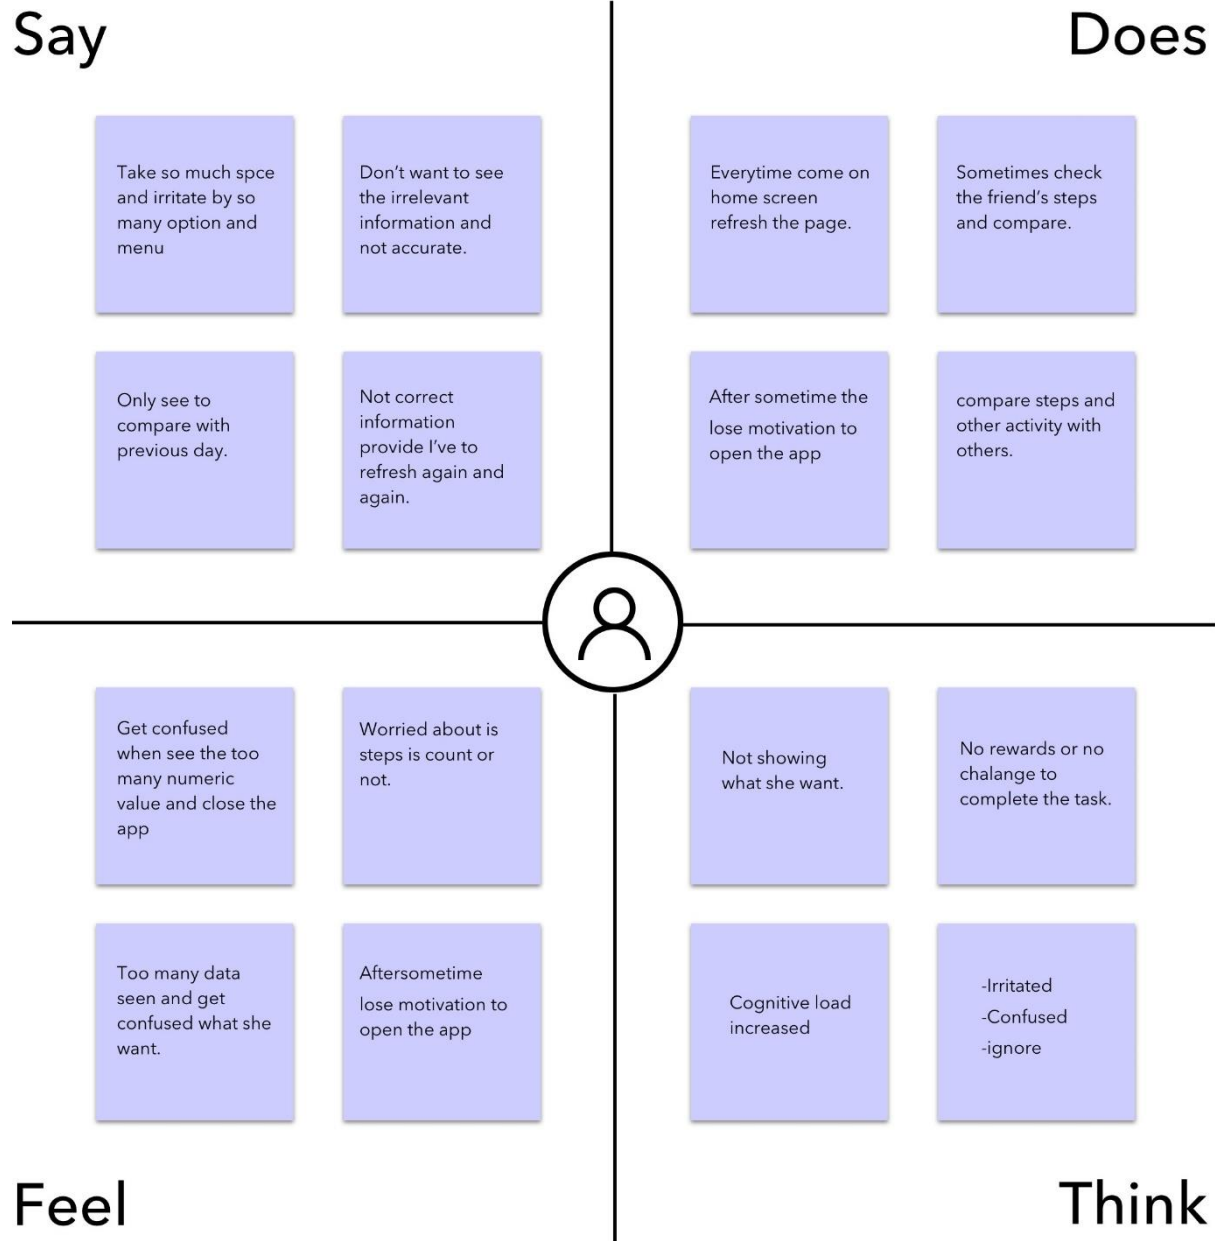 Say
Does
Take so much spce
and irritate by so
many option and
menu
Don't want to see
the irrelevant
information and
not accurate.
Everytime come on
home screen
refresh the page.
Sometimes check
the friend's steps
and compare.
Only see to
compare with
previous day.
Not correct
information
provide I've to
refresh again and
again.
After sometime the
lose motivation to
open the app
compare steps and
other activity with
others.
Get confused
when see the too
many numeric
value and close the
app
Worried about is
steps is count or
not.
Not showing
what she want.
No rewards or no
chalange to
complete the task.
Too many data
seen and get
confused what she
want.
Aftersometime
lose motivation to
open the app
Cognitive load
increased
-Irritated
-Confused
-ignore
Feel
Think